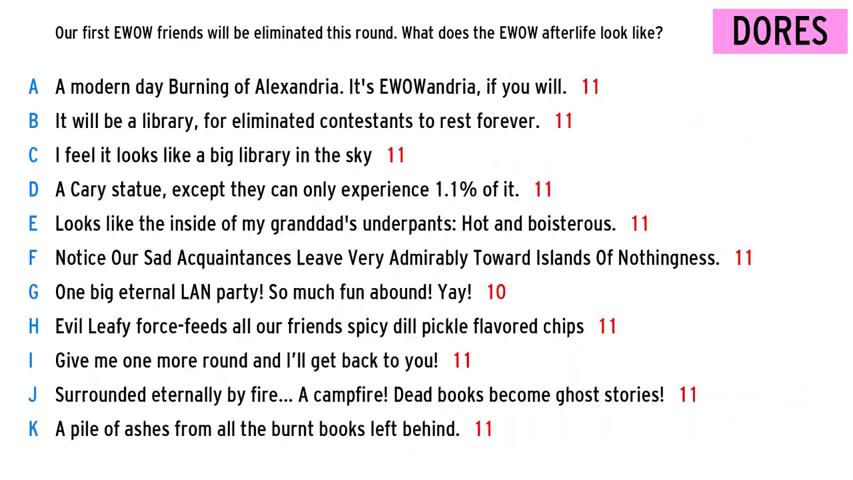 Our first EWOW friends will be eliminated this round. What does the EWOW afterlife look like?
DORES
A A modern day Burning of Alexandria. It's EWOWandria, if you will. 11
B It will be a library, for eliminated contestants to rest forever. 11
C I feel it looks like a big library in the sky 11
D A Cary statue, except they can only experience 1.1% of it. 11
E Looks like the inside of my granddad's underpants: Hot and boisterous. 11
F Notice Our Sad Acquaintances Leave Very Admirably Toward Islands Of Nothingness. 11
G One big eternal LAN party! So much fun abound! Yay! 10
H Evil Leafy force-feeds all our friends spicy dill pickle flavored chips 11
I Give me one more round and I’ll get back to you! 11
J Surrounded eternally by fire... A campfire! Dead books become ghost stories! 11
K A pile of ashes from all the burnt books left behind. 11